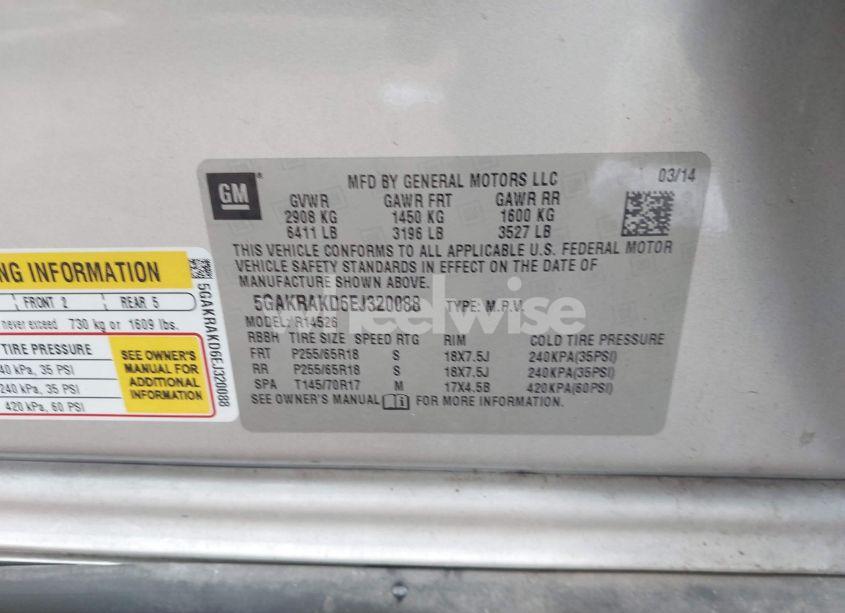 GM
MFD BY GENERAL MOTORS LLC
03/14
GVWR GAWR FRT GAWR RR
2908 KG 1450 KG 1600 KG
6411 LB 3196 LB 3527 LB
THIS VEHICLE CONFORMS TO ALL APPLICABLE U.S. FEDERAL MOTOR
VEHICLE SAFETY STANDARDS IN EFFECT ON THE DATE OF
MANUFACTURE SHOWN ABOVE.
5GAKRAKD6EJ320088 TYPE: M.P.V.
MODEL: R14526
RBBH TIRE SIZE SPEED RTG RIM COLD TIRE PRESSURE
FRT P255/65R18 S 18X7.5J 240KPA(35PSI)
RR P255/65R18 S 18X7.5J 240KPA(35PSI)
SPA T145/70R17 M 17X4.5B 420KPA(60PSI)
SEE OWNER'S MANUAL FOR MORE INFORMATION.
NG INFORMATION
FRONT 2 REAR 5
never exceed 730 kg or 1609 lbs.
TIRE PRESSURE
40 kPa, 35 PSI
240 kPa, 35 PSI
420 kPa, 60 PSI
SEE OWNER'S
MANUAL FOR
ADDITIONAL
INFORMATION
5GAKRAKD6EJ320088